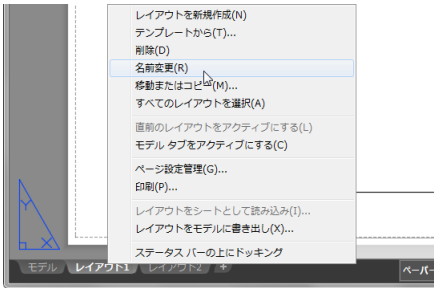 レイアウトを新規作成(N)
テンプレートから(T)...
削除(D)
名前変更(R)
移動またはコピー(M)...
すべてのレイアウトを選択(A)
直前のレイアウトをアクティブにする(L)
モデル タブをアクティブにする(C)
ページ設定管理(G)...
印刷(P)...
レイアウトをシートとして読み込み(I)...
レイアウトをモデルに書き出し(X)...
ステータス バーの上にドッキング
Y
X
モデル レイアウト1 レイアウト2 +
ペーパー